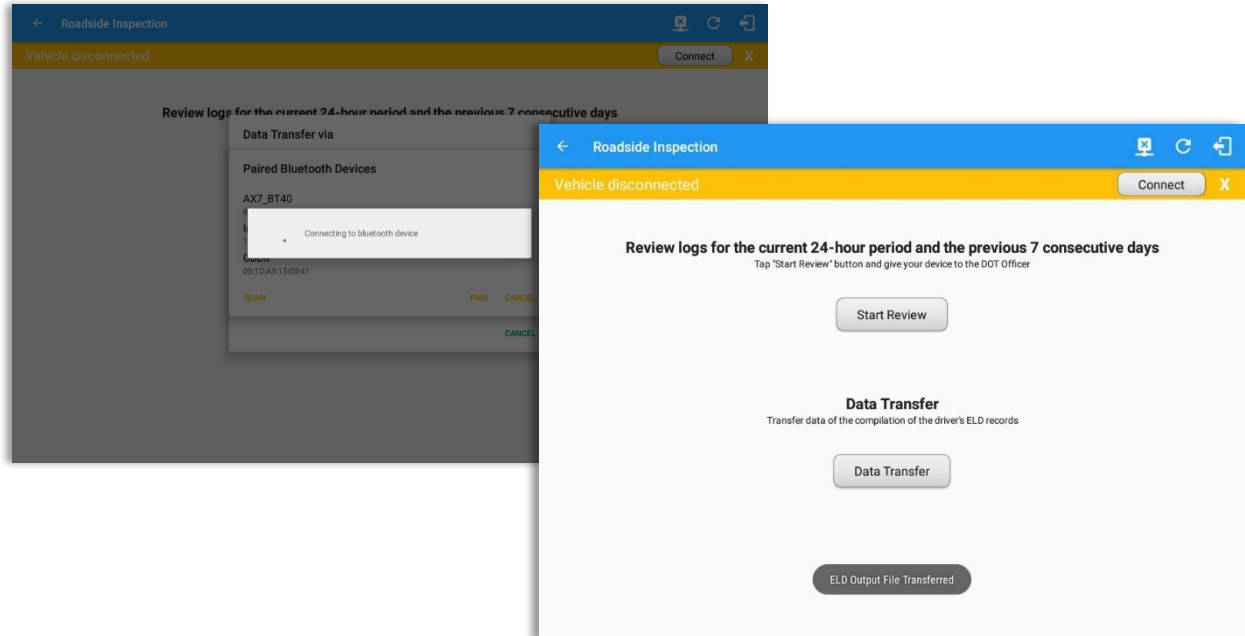 Roadside Inspection
Vehicle disconnected
Connect
X
Review logs for the current 24-hour period and the previous 7 consecutive days
Data Transfer via
Paired Bluetooth Devices
AX7_BT40
Connecting to bluetooth device
00:1D:A5:15:00:41
SCAN
PAIR
CANCEL
CANCEL
Roadside Inspection
Vehicle disconnected
Connect
X
Review logs for the current 24-hour period and the previous 7 consecutive days
Tap "Start Review" button and give your device to the DOT Officer
Start Review
Data Transfer
Transfer data of the compilation of the driver's ELD records
Data Transfer
ELD Output File Transferred